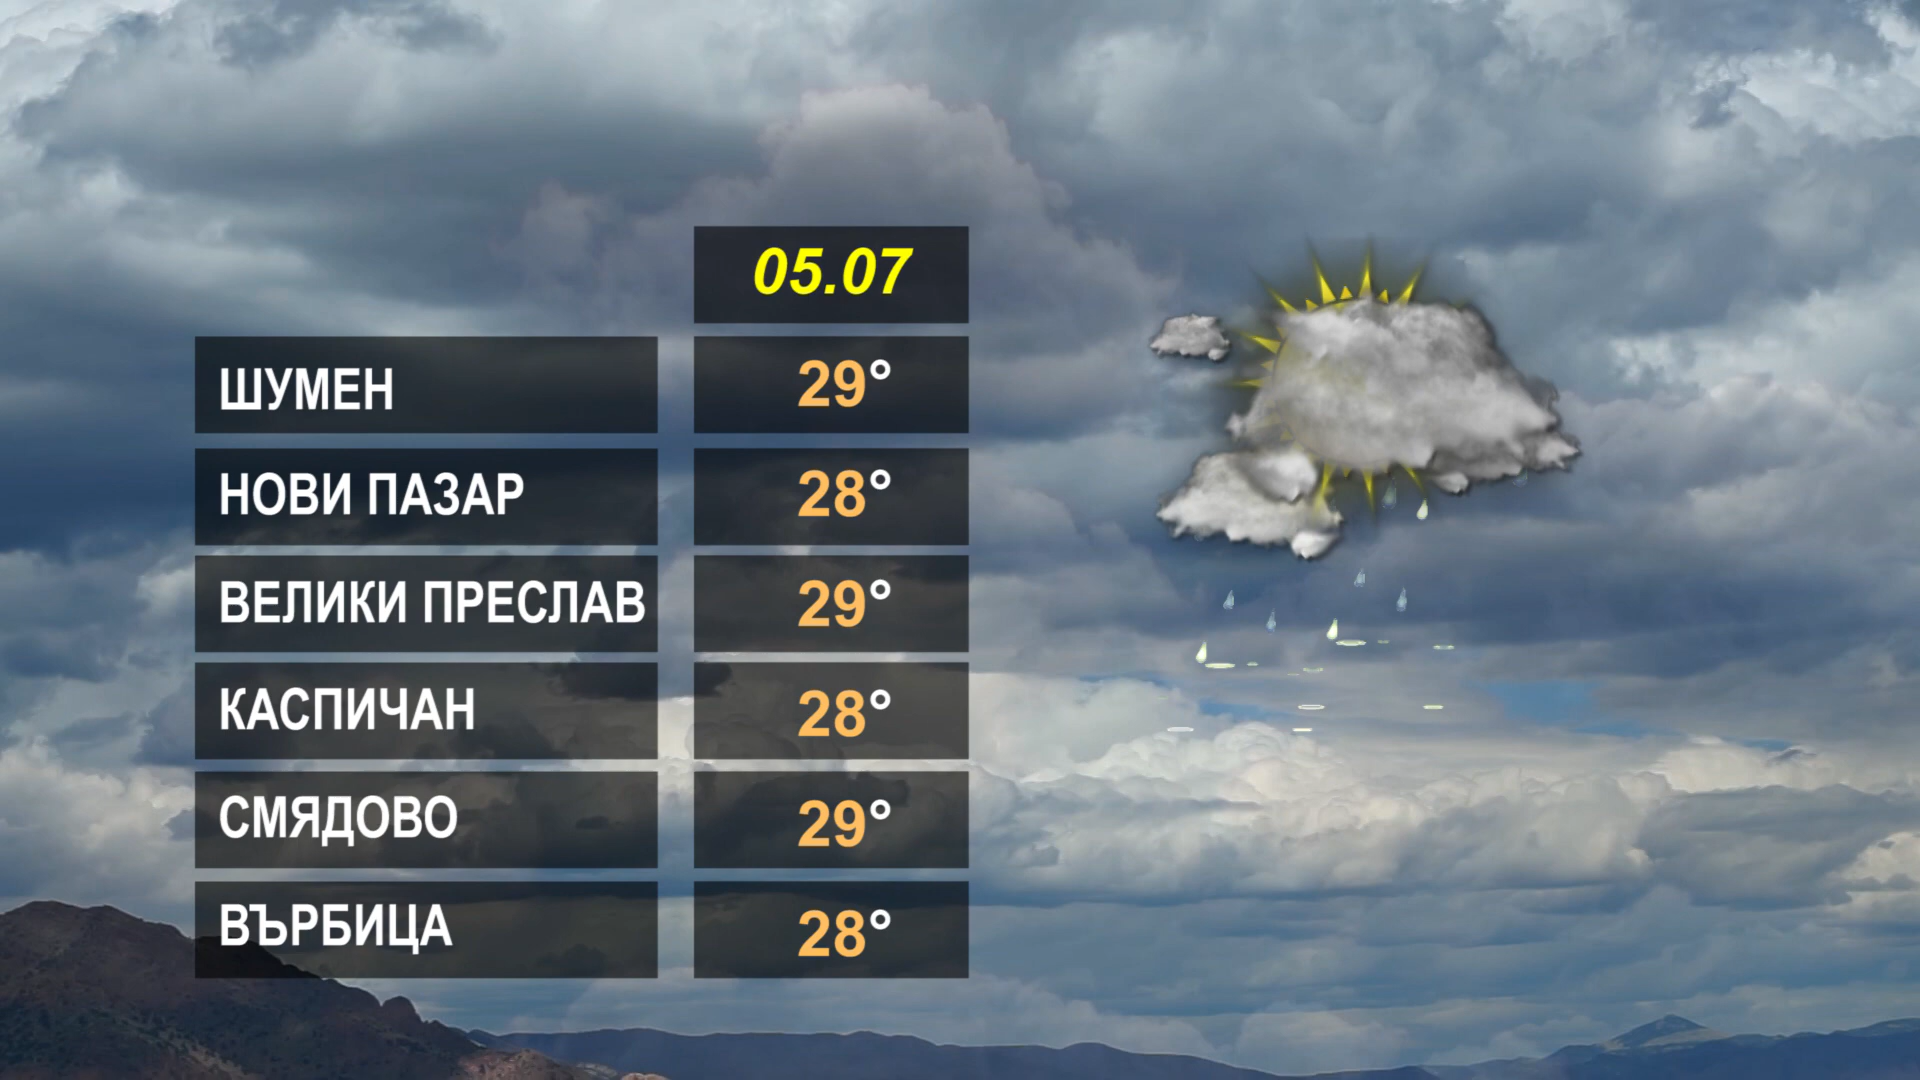 05.07
ШУМЕН 29°
НОВИ ПАЗАР 28°
ВЕЛИКИ ПРЕСЛАВ 29°
КАСПИЧАН 28°
СМЯДОВО 29°
ВЪРБИЦА 28°